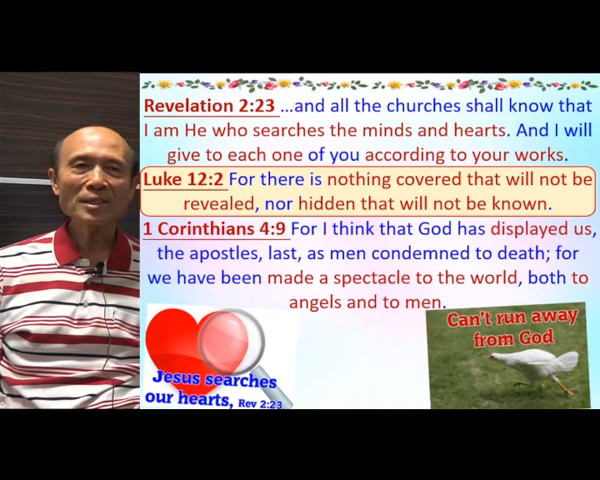 Revelation 2:23 ...and all the churches shall know that
I am He who searches the minds and hearts. And I will
give to each one of you according to your works.
Luke 12:2 For there is nothing covered that will not be
revealed, nor hidden that will not be known.
1 Corinthians 4:9 For I think that God has displayed us,
the apostles, last, as men condemned to death; for
we have been made a spectacle to the world, both to
angels and to men.
Jesus searches
our hearts, Rev 2:23
Can't run away
from God